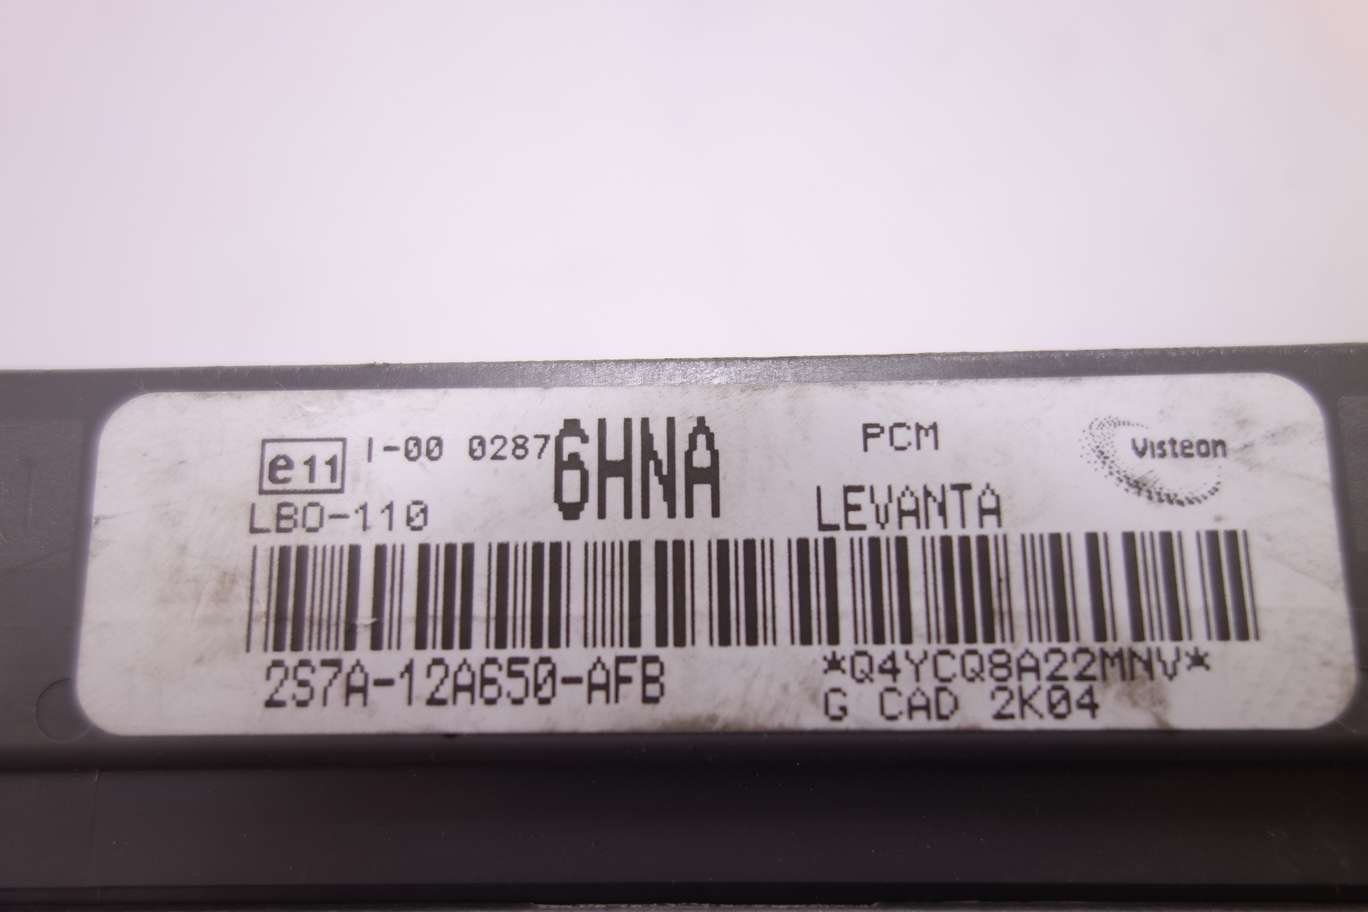 e11 I-00 0287 6HNA PCM Visteon
LBO-110 LEVANTA
2S7A-12A650-AFB *Q4YCQ8A22MNV*
G CAD 2K04